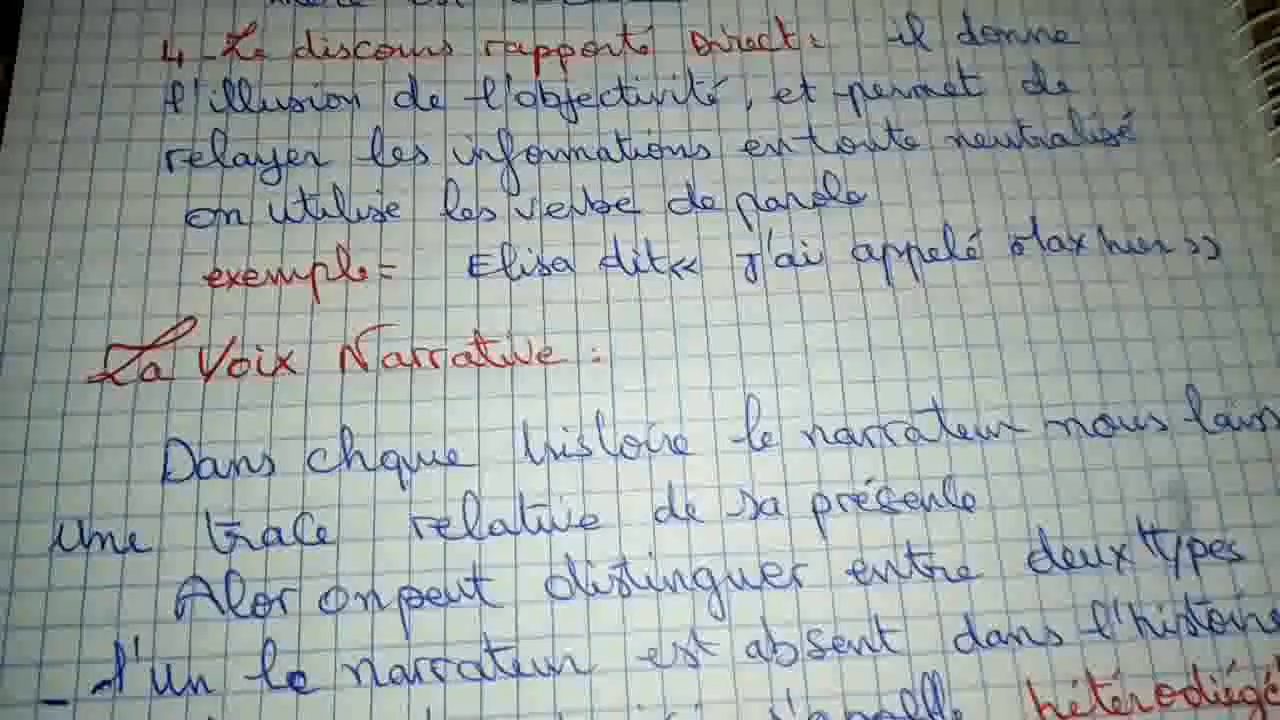 4- Le discours rapporté Direct: il donne
l'illusion de l'objectivité, et permet de
relayer les informations en toute neutralisé
on utilise les verbe de parole
exemple= Elisa dit << J'ai appelé Max hier >>
La Voix Narrative :
Dans chque histoire le narrateur nous
une trace relative de sa présence
Alor on peut distinguer entre deux types
- l'un le narrateur est absent dans l'histoire
hétérodiégé